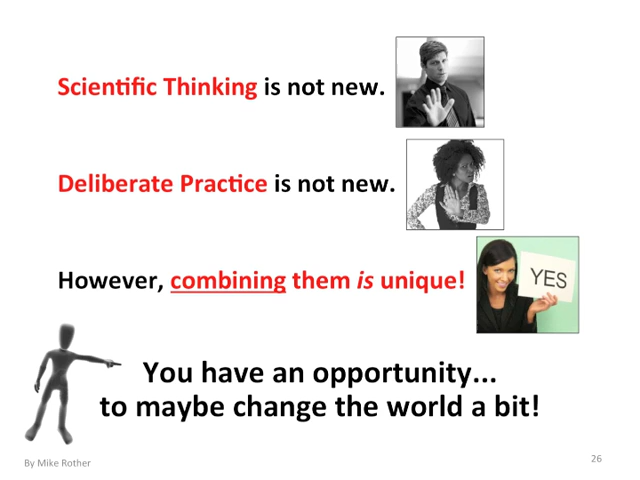 Scientific Thinking is not new.
Deliberate Practice is not new.
However, combining them is unique!
YES
You have an opportunity...
to maybe change the world a bit!
By Mike Rother
26